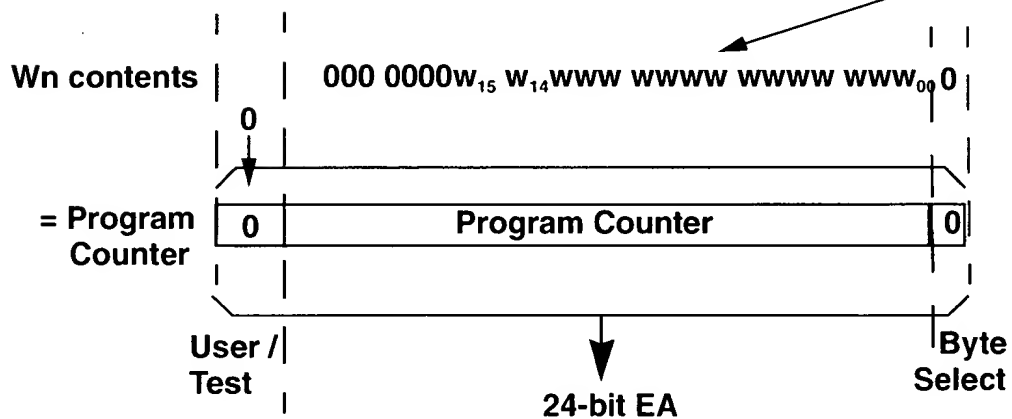 Wn contents
000 0000w₁₅ w₁₄www wwww wwww www₀₀ 0
0
= Program Counter
0
Program Counter
0
User / Test
24-bit EA
Byte Select